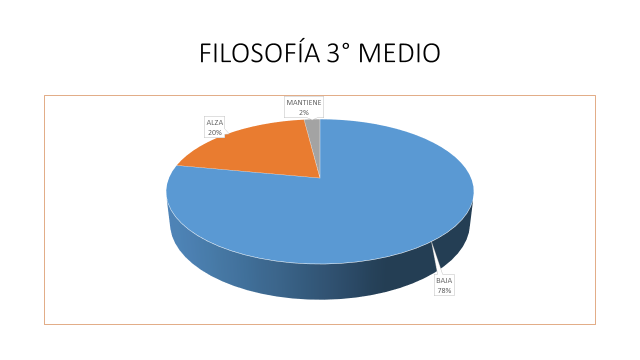 FILOSOFÍA 3° MEDIO
MANTIENE
2%
ALZA
20%
BAJA
78%